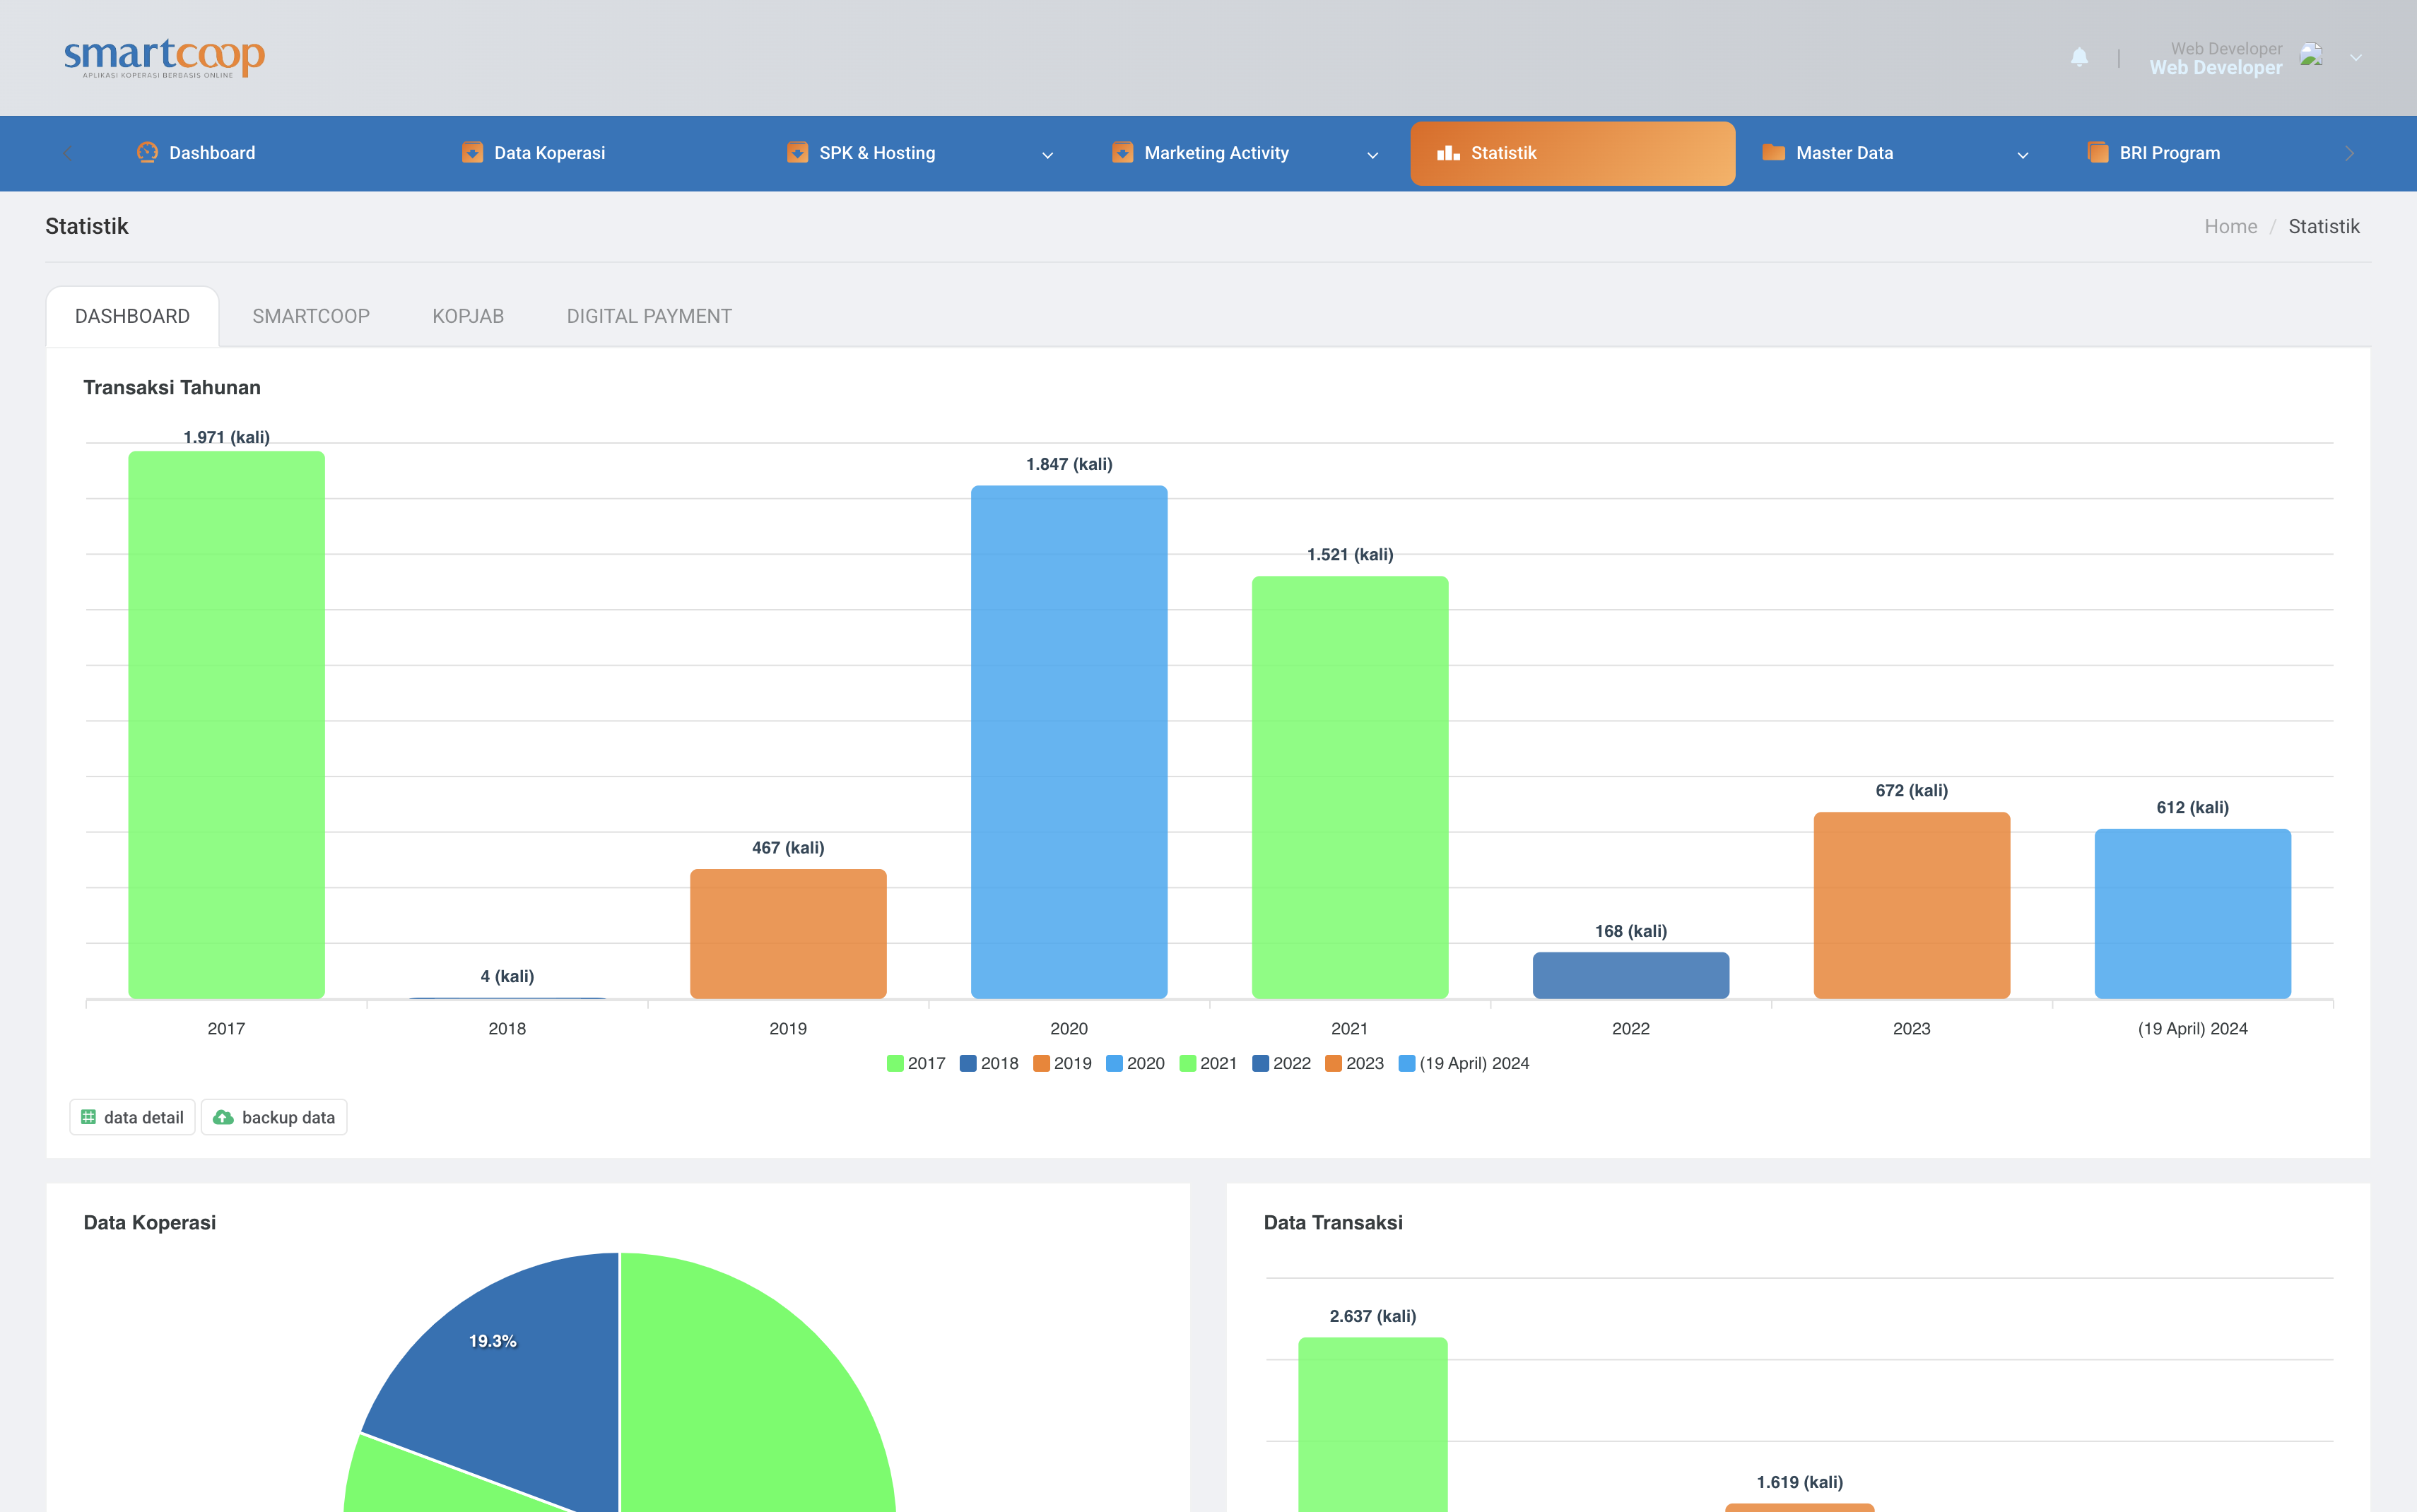 smartcoop
APLIKASI KOPERASI BERBASIS ONLINE
Web Developer
Web Developer
Dashboard
Data Koperasi
SPK & Hosting
Marketing Activity
Statistik
Master Data
BRI Program
Statistik
Home / Statistik
DASHBOARD
SMARTCOOP
KOPJAB
DIGITAL PAYMENT
Transaksi Tahunan
1.971 (kali)
4 (kali)
467 (kali)
1.847 (kali)
1.521 (kali)
168 (kali)
672 (kali)
612 (kali)
2017
2018
2019
2020
2021
2022
2023
(19 April) 2024
2017 2018 2019 2020 2021 2022 2023 (19 April) 2024
data detail
backup data
Data Koperasi
19.3%
Data Transaksi
2.637 (kali)
1.619 (kali)